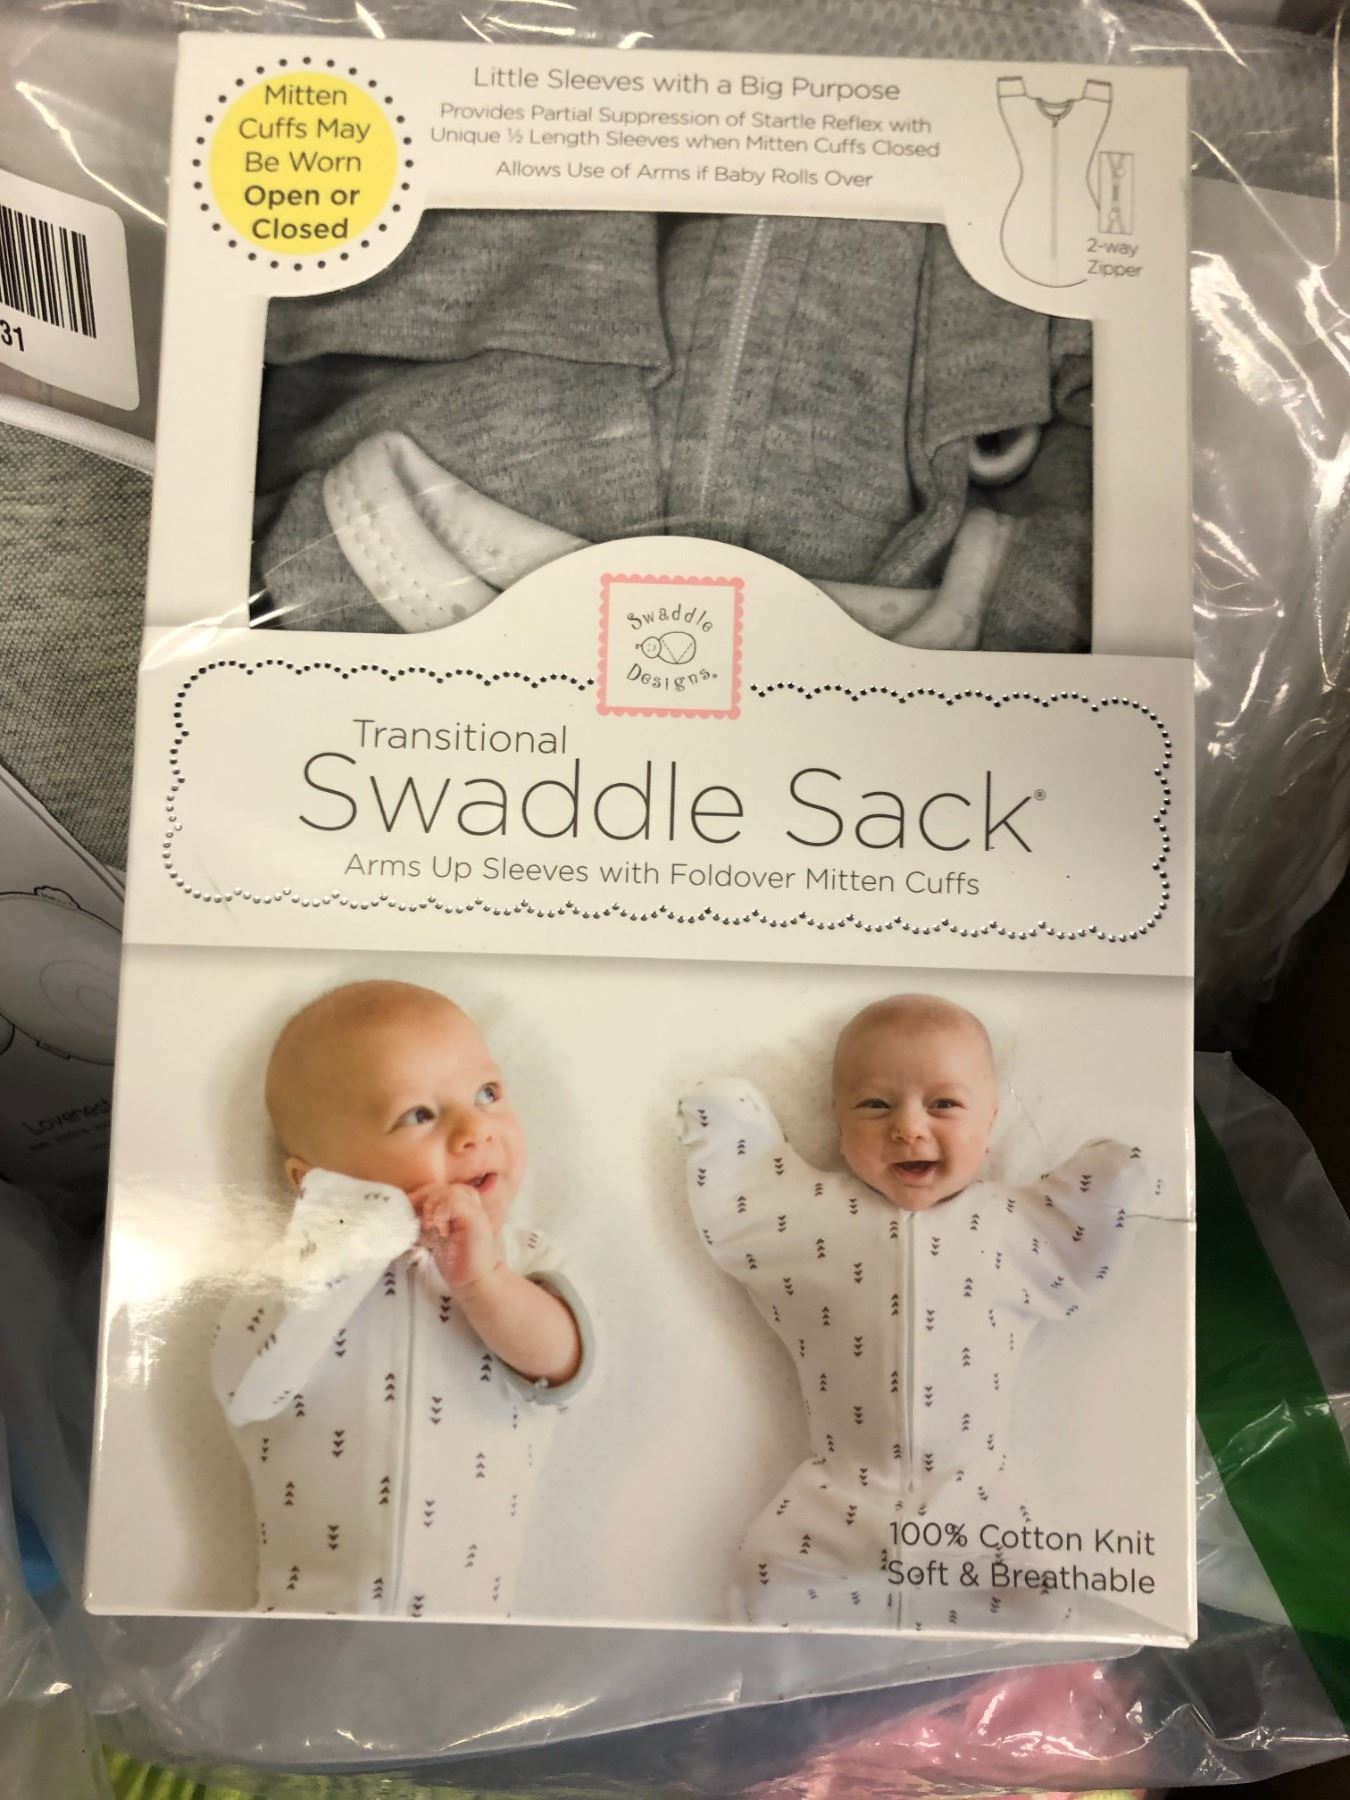 Mitten
Cuffs May
Be Worn
Open or
Closed
Little Sleeves with a Big Purpose
Provides Partial Suppression of Startle Reflex with
Unique ½ Length Sleeves when Mitten Cuffs Closed
Allows Use of Arms if Baby Rolls Over
2-way
Zipper
31
Swaddle
Designs®
Transitional
Swaddle Sack®
Arms Up Sleeves with Foldover Mitten Cuffs
100% Cotton Knit
Soft & Breathable